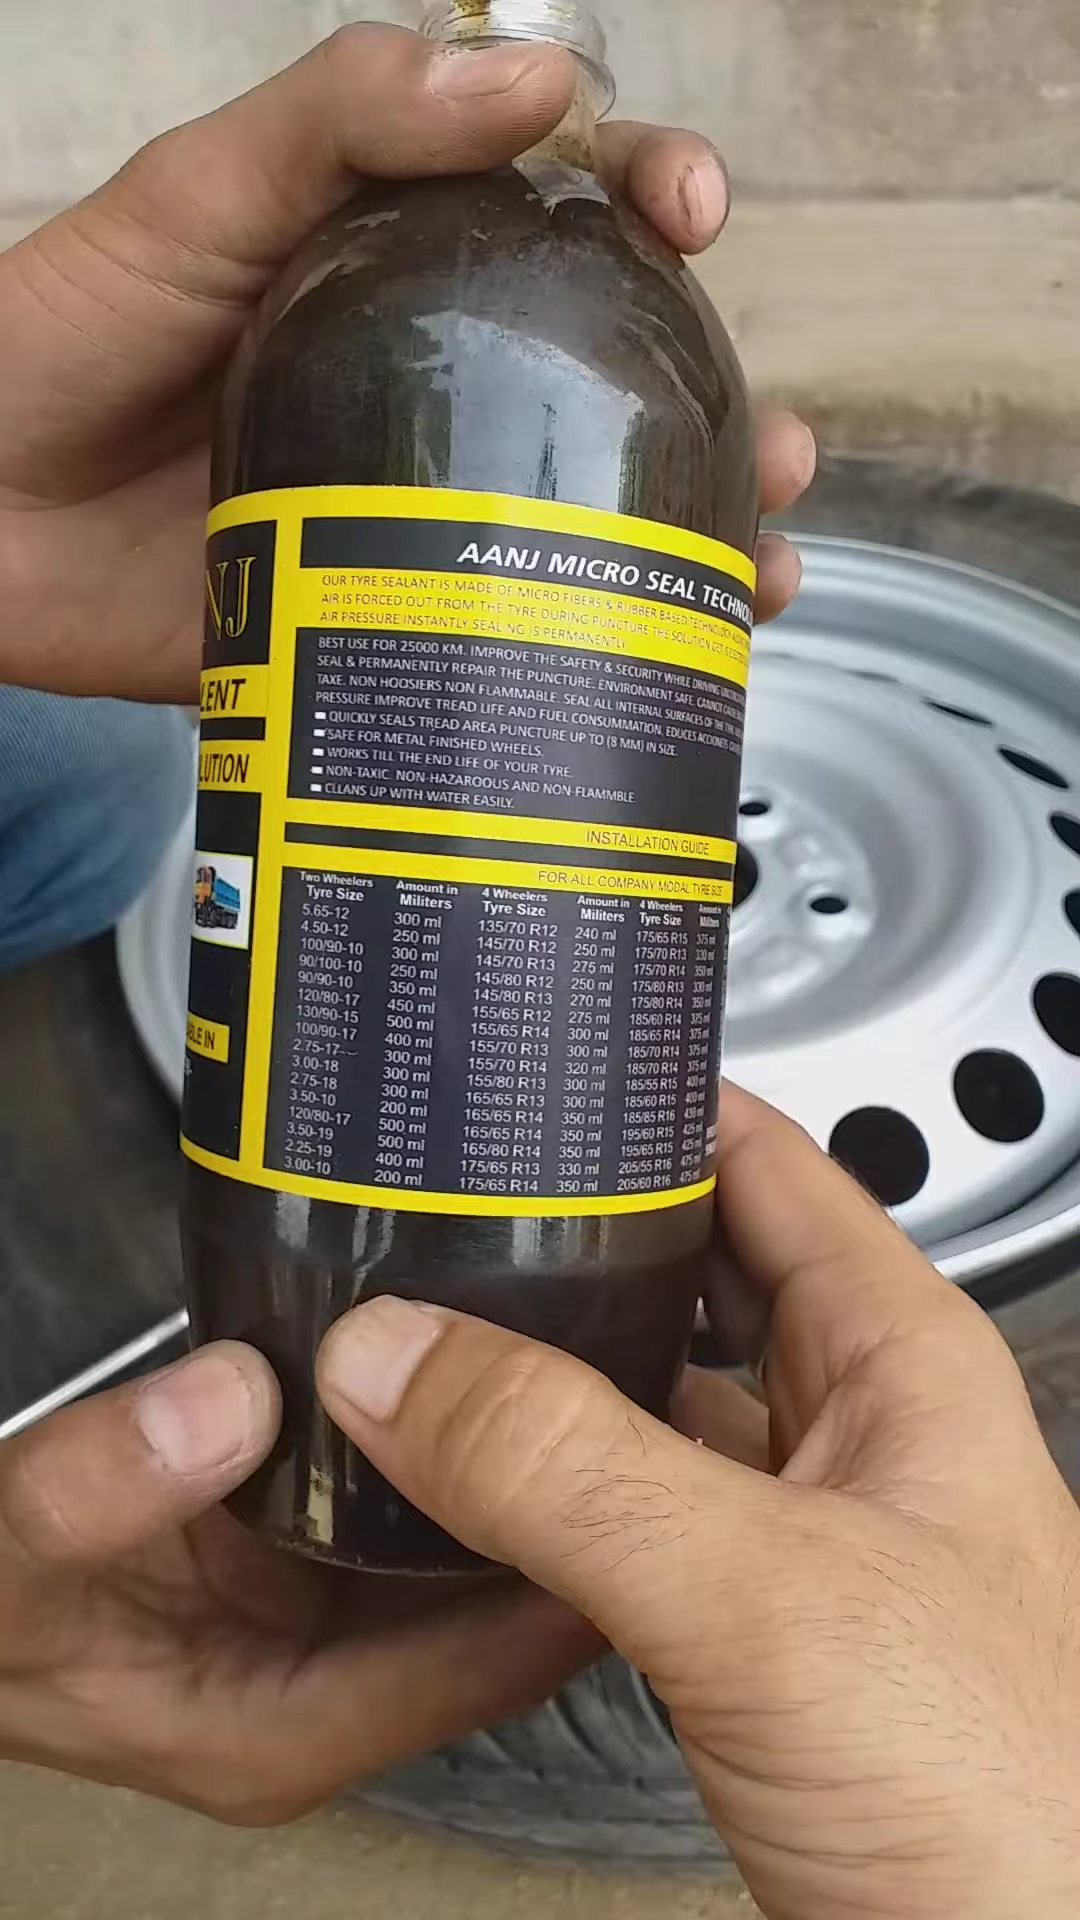 NJ
LENT
LUTION
BLE IN
AANJ MICRO SEAL TECHNOL
OUR TYRE SEALANT IS MADE OF MICRO FIBERS & RUBBER BASED TECHNOLOGY
AIR IS FORCED OUT FROM THE TYRE DURING PUNCTURE THE SOLUTION GET
AIR PRESSURE INSTANTLY SEALING IS PERMANENTLY.
BEST USE FOR 25000 KM. IMPROVE THE SAFETY & SECURITY WHILE DRIVING
SEAL & PERMANENTLY REPAIR THE PUNCTURE. ENVIRONMENT SAFE. CANNOT
TAXE. NON HOOSIERS NON FLAMMABLE. SEAL ALL INTERNAL SURFACES OF THE
PRESSURE IMPROVE TREAD LIFE AND FUEL CONSUMMATION, EDUCES
QUICKLY SEALS TREAD AREA PUNCTURE UP TO (8 MM) IN SIZE.
SAFE FOR METAL FINISHED WHEELS.
WORKS TILL THE END LIFE OF YOUR TYRE.
NON-TAXIC. NON-HAZAROOUS AND NON-FLAMMBLE
CLLANS UP WITH WATER EASILY.
INSTALLATION GUIDE
FOR ALL COMPANY MODAL TYRE SIZE
Two Wheelers Tyre Size Amount in Militers 4 Wheelers Tyre Size Amount in Militers 4 Wheelers Tyre Size Amount in Militers
5.65-12 300 ml 135/70 R12 240 ml 175/65 R15 375 ml
4.50-12 250 ml 145/70 R12 250 ml 175/70 R13 330 ml
100/90-10 300 ml 145/70 R13 275 ml 175/70 R14 350 ml
90/100-10 250 ml 145/80 R12 250 ml 175/80 R13 330 ml
90/90-10 350 ml 145/80 R13 270 ml 175/80 R14 350 ml
120/80-17 450 ml 155/65 R12 275 ml 185/60 R14 375 ml
130/90-15 500 ml 155/65 R14 300 ml 185/65 R14 375 ml
100/90-17 400 ml 155/70 R13 300 ml 185/70 R14 375 ml
2.75-17 300 ml 155/70 R14 320 ml 185/70 R14 375 ml
3.00-18 300 ml 155/80 R13 300 ml 185/55 R15 400 ml
2.75-18 300 ml 165/65 R13 300 ml 185/60 R15 400 ml
3.50-10 200 ml 165/65 R14 350 ml 185/85 R16 430 ml
120/80-17 500 ml 165/65 R14 350 ml 195/60 R15 425 ml
3.50-19 500 ml 165/80 R14 350 ml 195/65 R15 425 ml
2.25-19 400 ml 175/65 R13 330 ml 205/55 R16 475 ml
3.00-10 200 ml 175/65 R14 350 ml 205/60 R16 475 ml